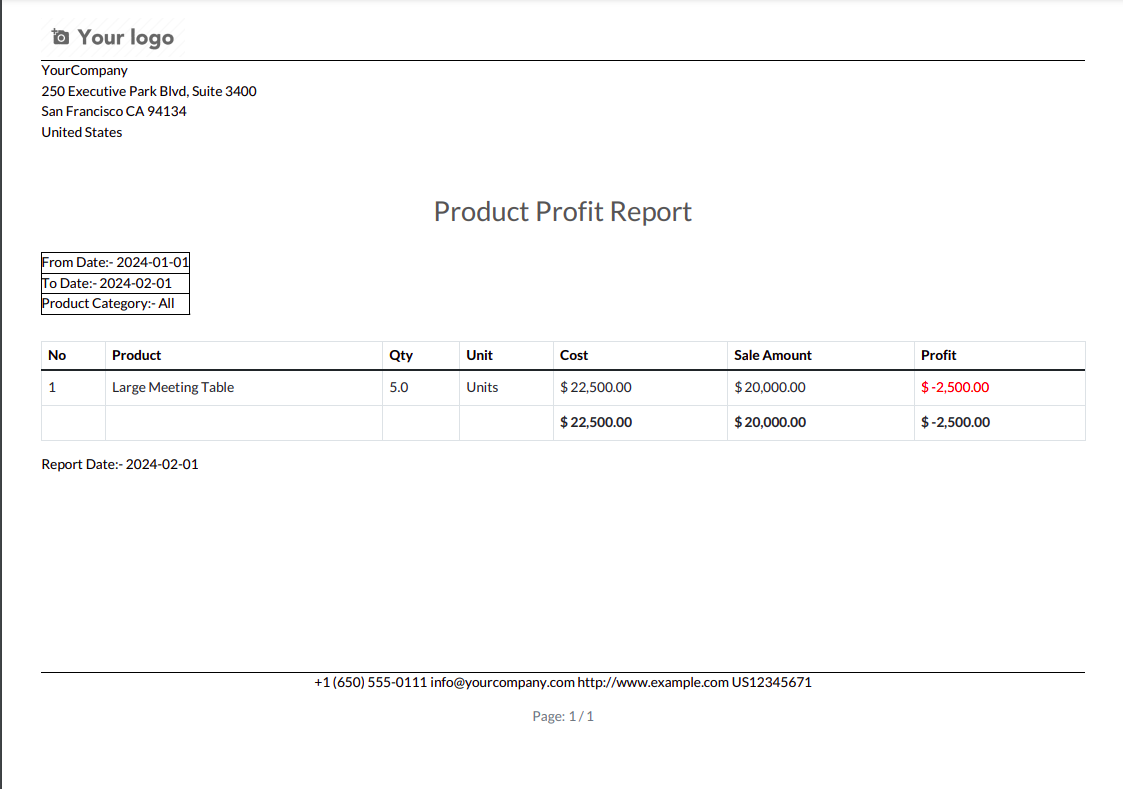 Your logo
YourCompany
250 Executive Park Blvd, Suite 3400
San Francisco CA 94134
United States
Product Profit Report
From Date:- 2024-01-01
To Date:- 2024-02-01
Product Category:- All
No Product Qty Unit Cost Sale Amount Profit
1 Large Meeting Table 5.0 Units $ 22,500.00 $ 20,000.00 $ -2,500.00
$ 22,500.00 $ 20,000.00 $ -2,500.00
Report Date:- 2024-02-01
+1 (650) 555-0111 info@yourcompany.com http://www.example.com US12345671
Page: 1 / 1